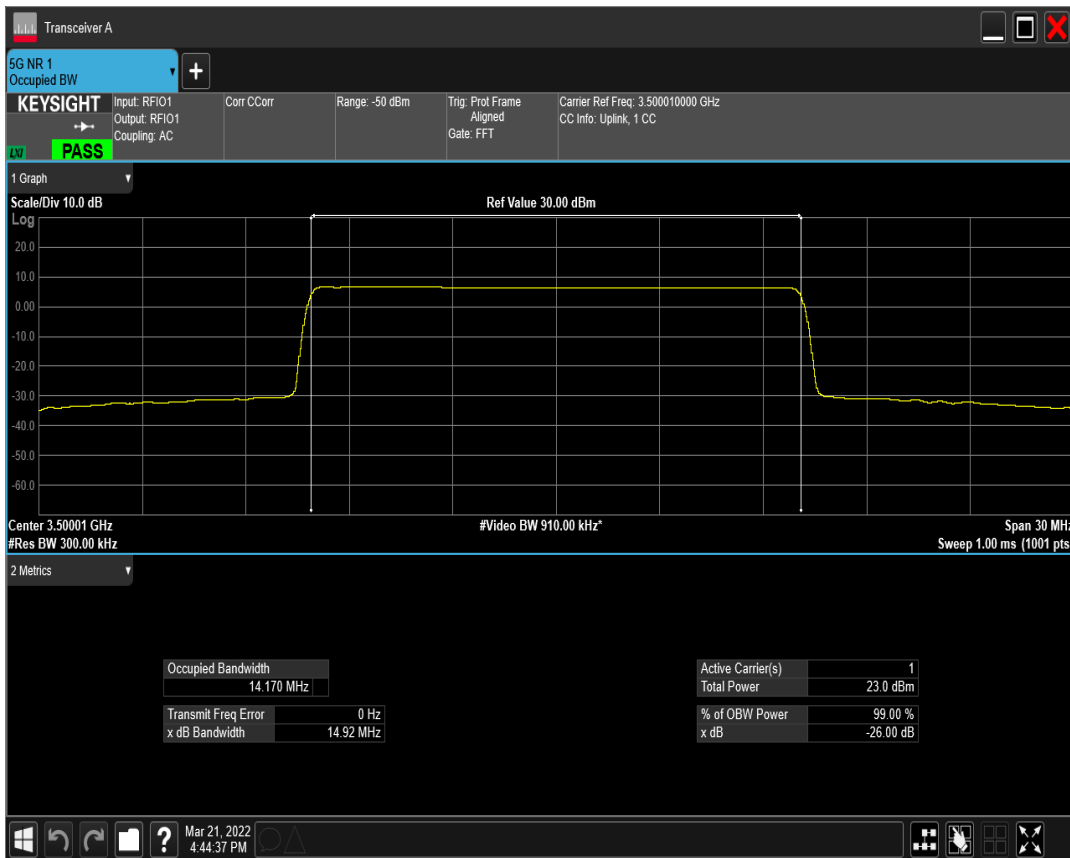 Transceiver A
5G NR 1
Occupied BW
KEYSIGHT
LXI
PASS
Input: RFIO1
Output: RFIO1
Coupling: AC
Corr CCorr
Range: -50 dBm
Trig: Prot Frame
Aligned
Gate: FFT
Carrier Ref Freq: 3.500010000 GHz
CC Info: Uplink, 1 CC
1 Graph
Scale/Div 10.0 dB
Ref Value 30.00 dBm
Log
20.0
10.0
0.00
-10.0
-20.0
-30.0
-40.0
-50.0
-60.0
Center 3.50001 GHz
#Video BW 910.00 kHz*
Span 30 MHz
#Res BW 300.00 kHz
Sweep 1.00 ms (1001 pts
2 Metrics
Occupied Bandwidth
14.170 MHz
Transmit Freq Error 0 Hz
x dB Bandwidth 14.92 MHz
Active Carrier(s) 1
Total Power 23.0 dBm
% of OBW Power 99.00 %
x dB -26.00 dB
?
Mar 21, 2022
4:44:37 PM